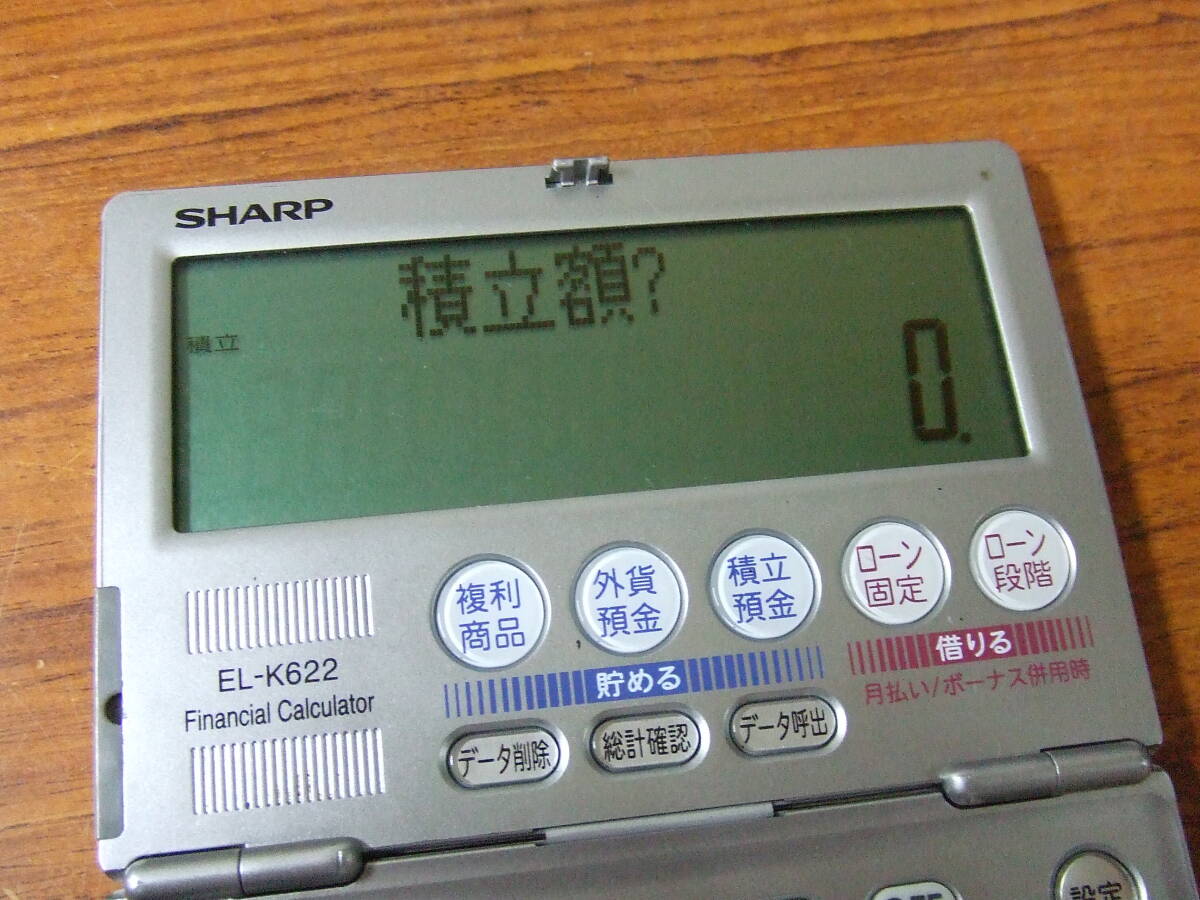 SHARP
積立額?
積立
0.
複利
商品
外貨
預金
積立
預金
ローン
固定
ローン
段階
貯める
借りる
月払い/ボーナス併用時
EL-K622
Financial Calculator
データ削除
総計確認
データ呼出
設定